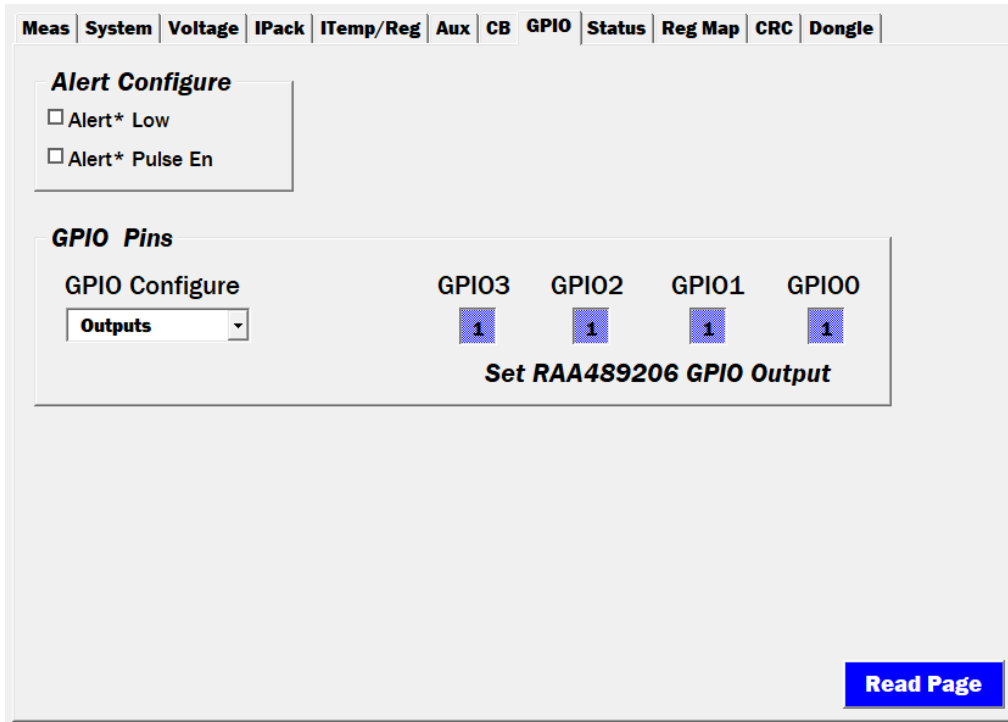 Meas System Voltage IPack ITemp/Reg Aux CB GPIO Status Reg Map CRC Dongle
Alert Configure
Alert* Low
Alert* Pulse En
GPIO Pins
GPIO Configure GPIO3 GPIO2 GPIO1 GPIO0
Outputs 1 1 1 1
Set RAA489206 GPIO Output
Read Page